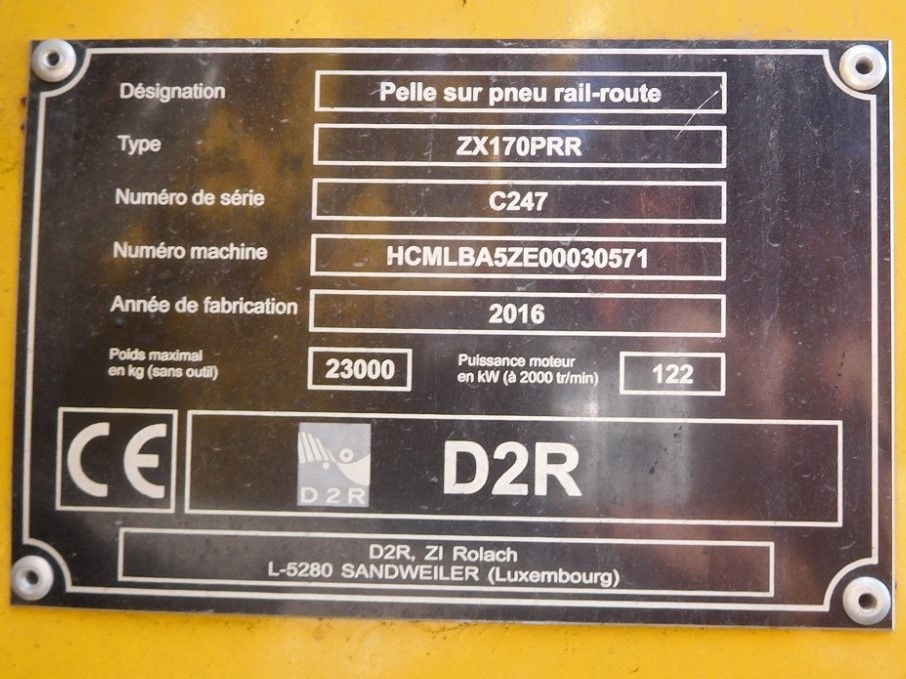 Désignation Pelle sur pneu rail-route
Type ZX170PRR
Numéro de série C247
Numéro machine HCMLBA5ZE00030571
Année de fabrication 2016
Poids maximal
en kg (sans outil) 23000
Puissance moteur
en kW (à 2000 tr/min) 122
CE
D2R
D2R
D2R, ZI Rolach
L-5280 SANDWEILER (Luxembourg)